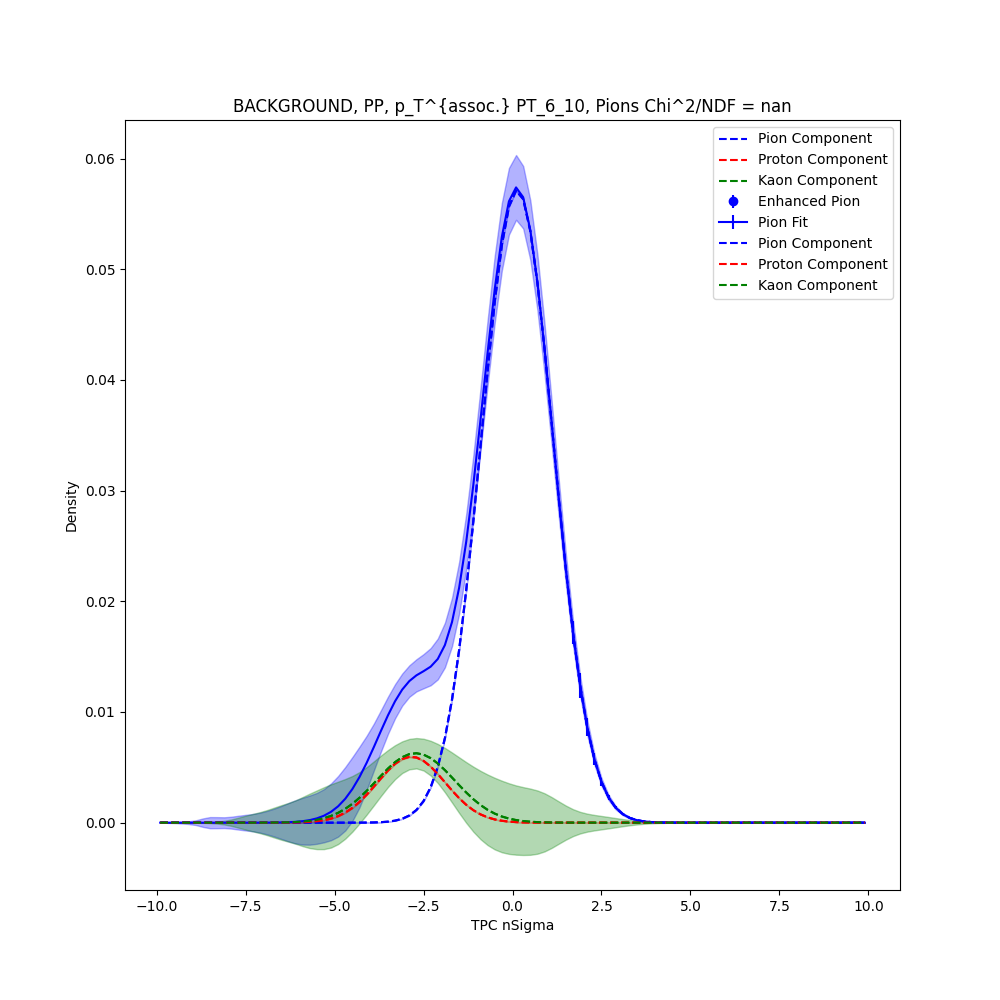 BACKGROUND, PP, p_T^{assoc.} PT_6_10, Pions Chi^2/NDF = nan
Pion Component
Proton Component
Kaon Component
Enhanced Pion
Pion Fit
Pion Component
Proton Component
Kaon Component
0.06
0.05
0.04
0.03
0.02
0.01
0.00
Density
−10.0 −7.5 −5.0 −2.5 0.0 2.5 5.0 7.5 10.0
TPC nSigma